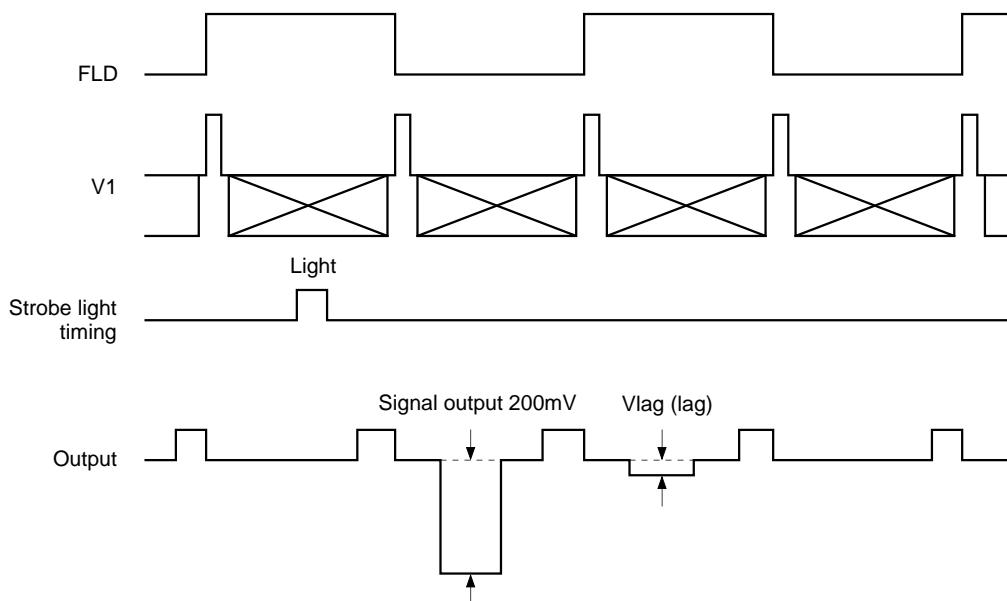 FLD
V1
Light
Strobe light
timing
Signal output 200mV
Vlag (lag)
Output